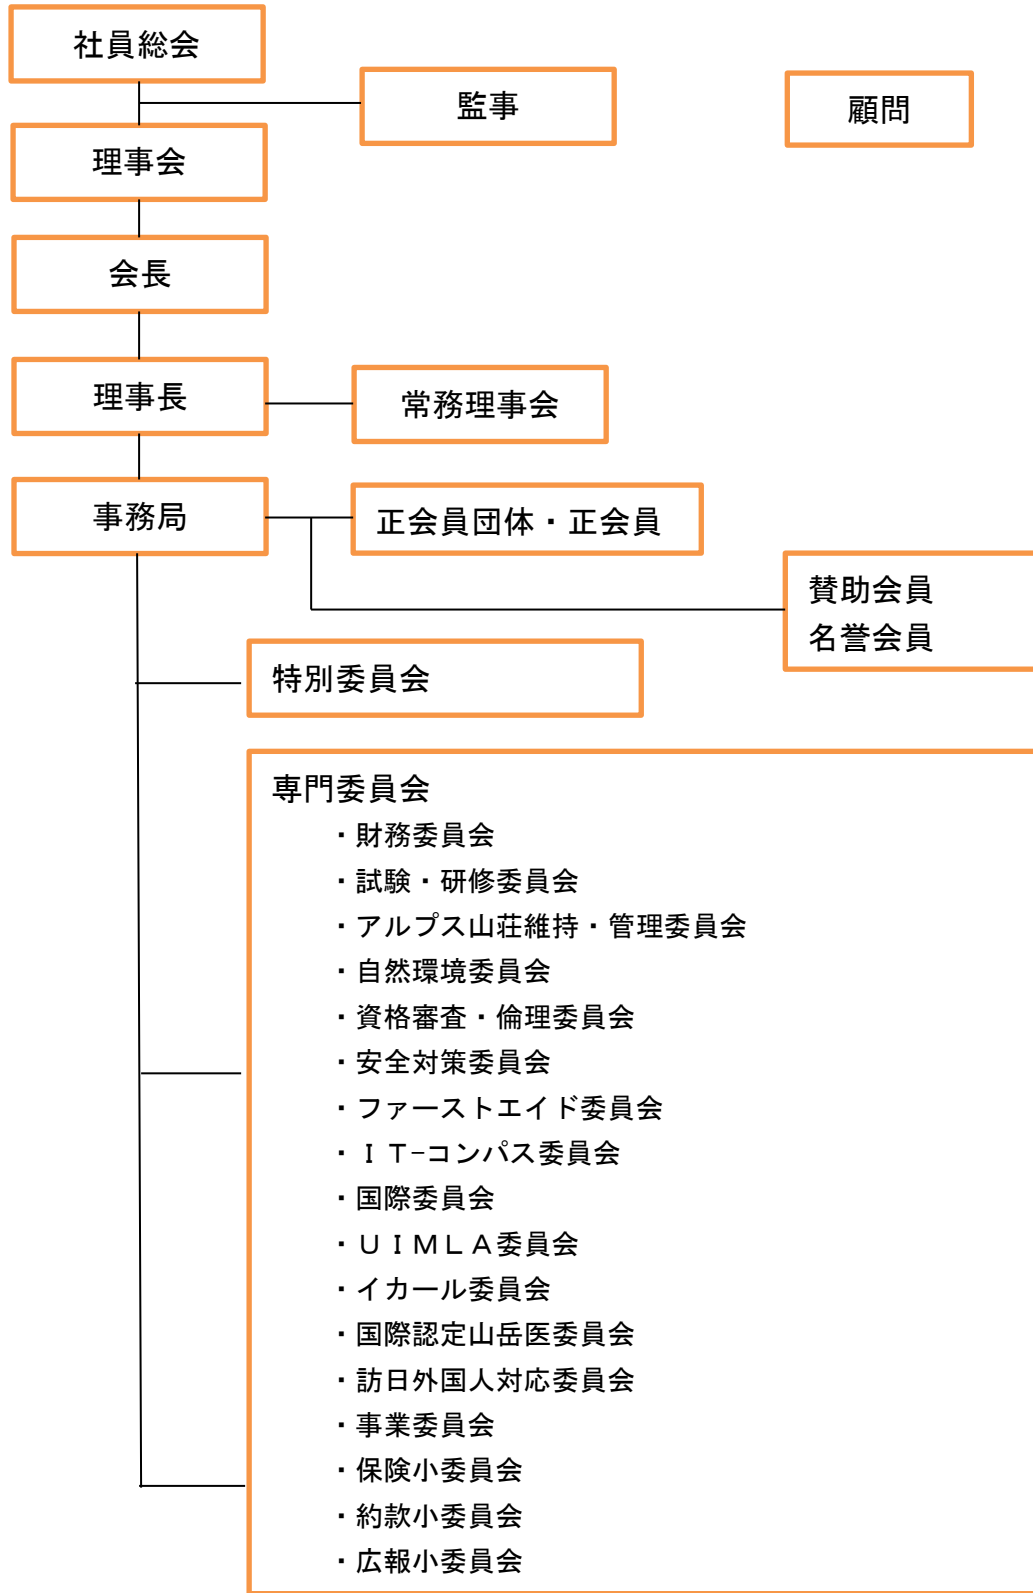 社員総会
監事
顧問
理事会
会長
理事長
常務理事会
事務局
正会員団体・正会員
賛助会員
名誉会員
特別委員会
専門委員会
・財務委員会
・試験・研修委員会
・アルプス山荘維持・管理委員会
・自然環境委員会
・資格審査・倫理委員会
・安全対策委員会
・ファーストエイド委員会
・ＩＴ−コンパス委員会
・国際委員会
・ＵＩＭＬＡ委員会
・イカール委員会
・国際認定山岳医委員会
・訪日外国人対応委員会
・事業委員会
・保険小委員会
・約款小委員会
・広報小委員会